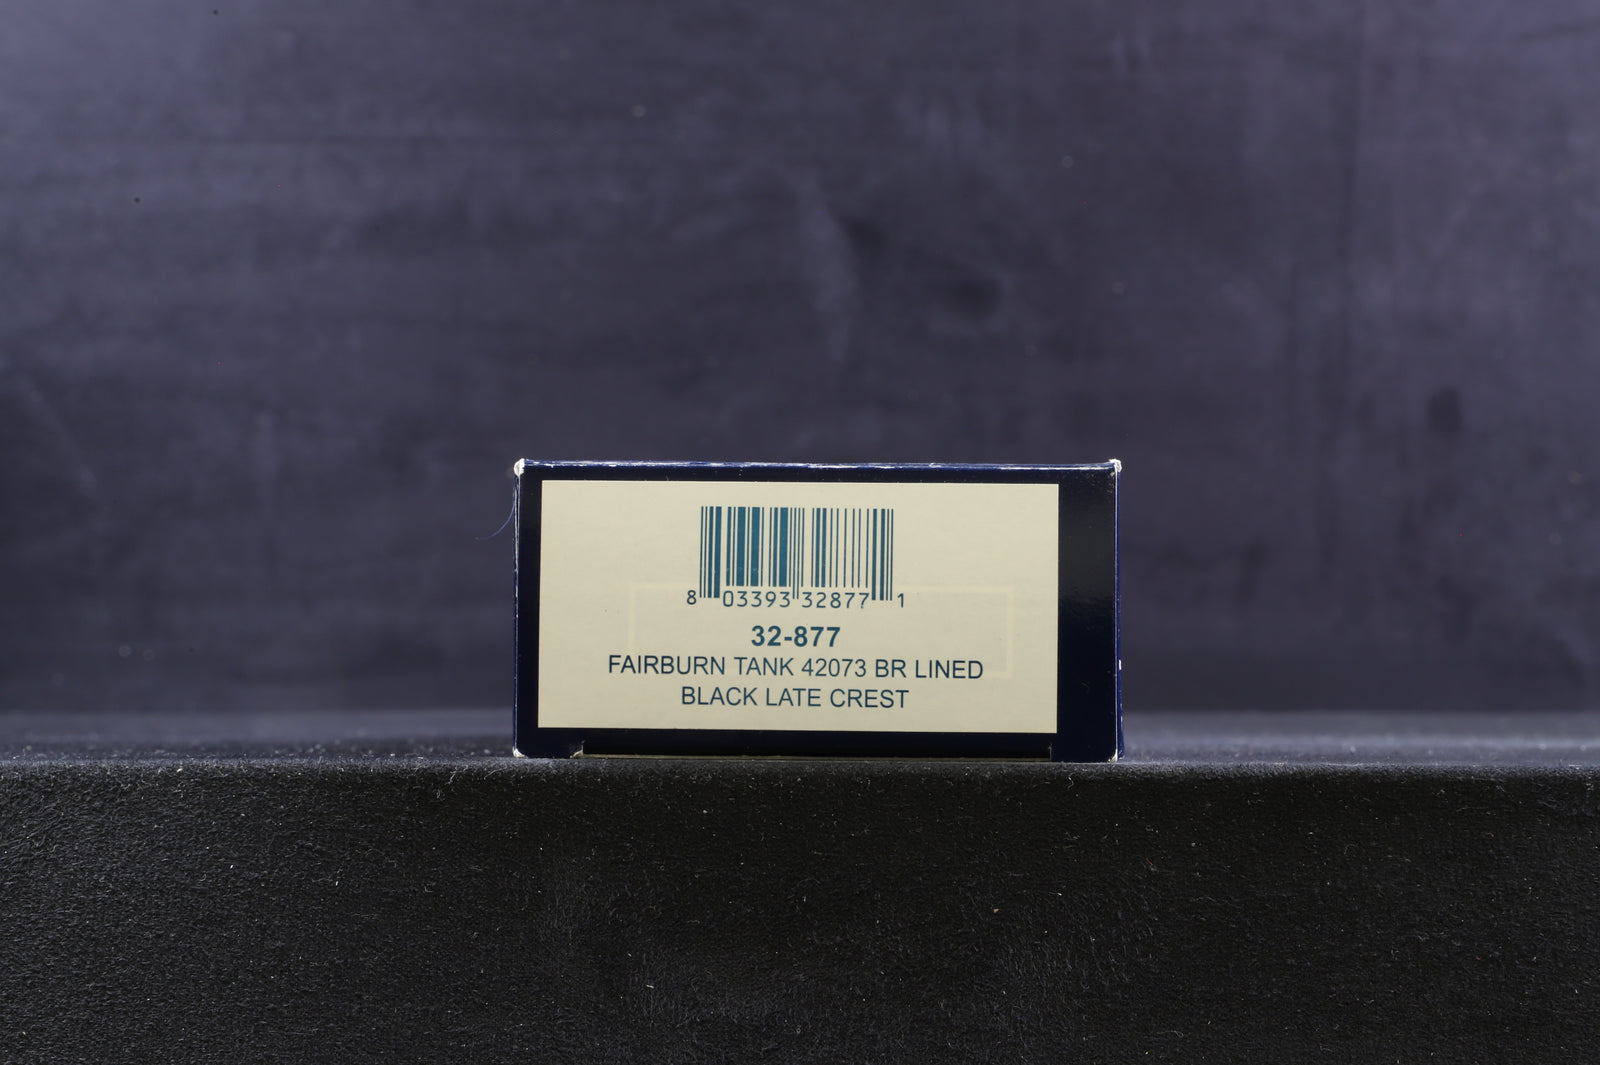 8 03393 32877 1
32-877
FAIRBURN TANK 42073 BR LINED
BLACK LATE CREST